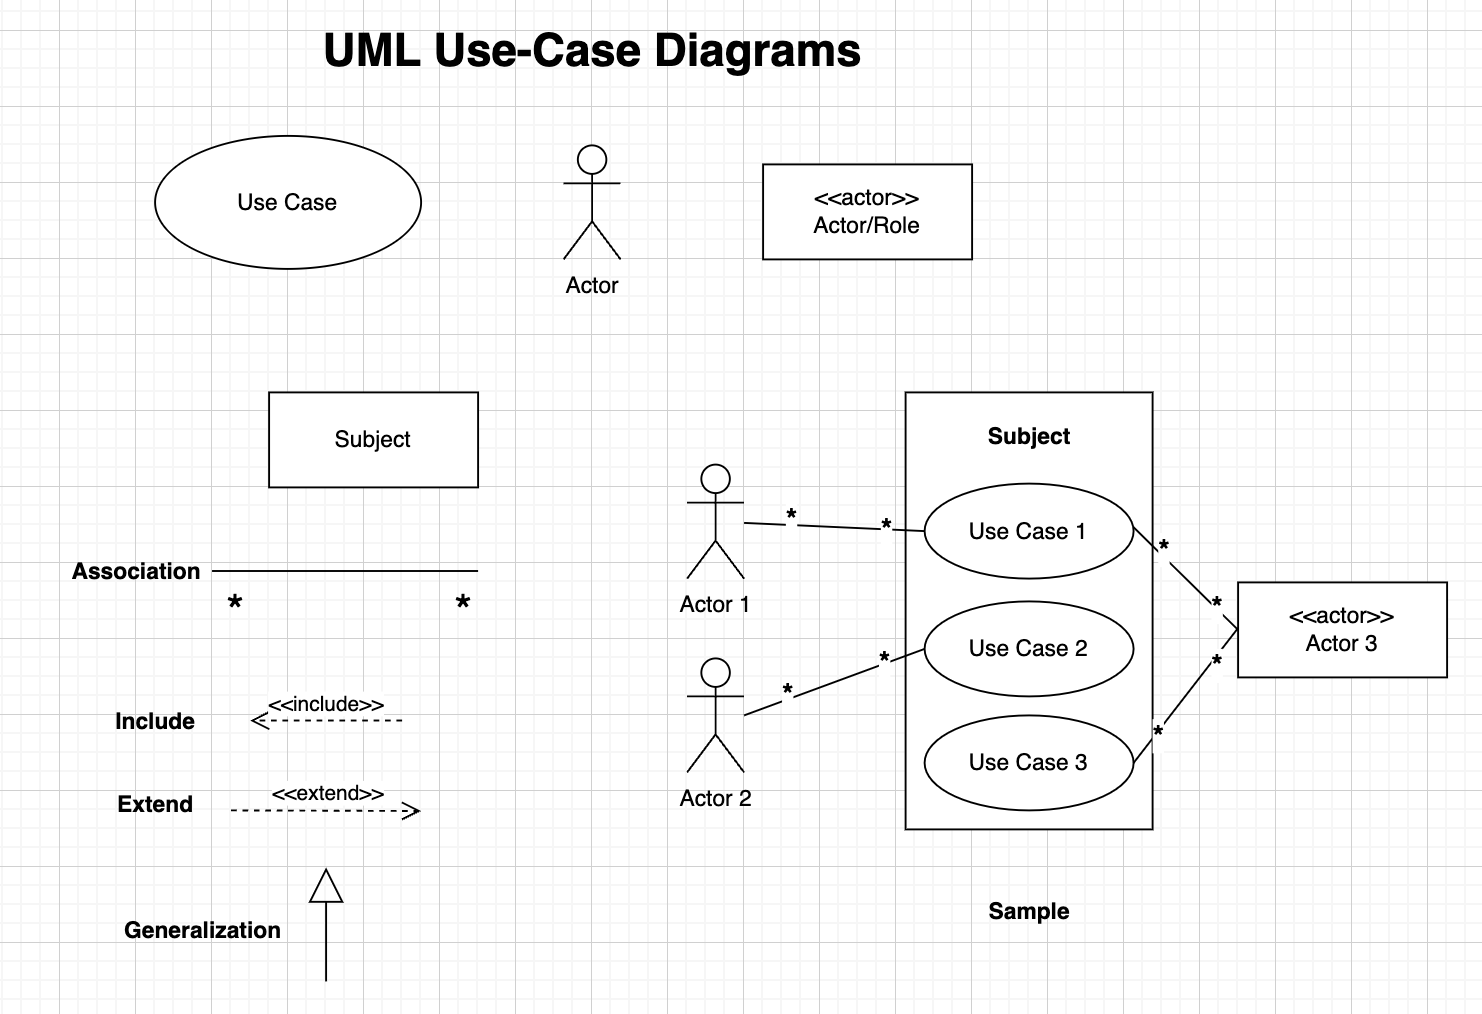 UML Use-Case Diagrams
Use Case
Actor
<<actor>>
Actor/Role
Subject
Association
*
*
Include
<<include>>
Extend
<<extend>>
Generalization
Subject
Actor 1
*
*
Use Case 1
*
*
Actor 2
*
*
Use Case 2
Use Case 3
*
*
<<actor>>
Actor 3
Sample